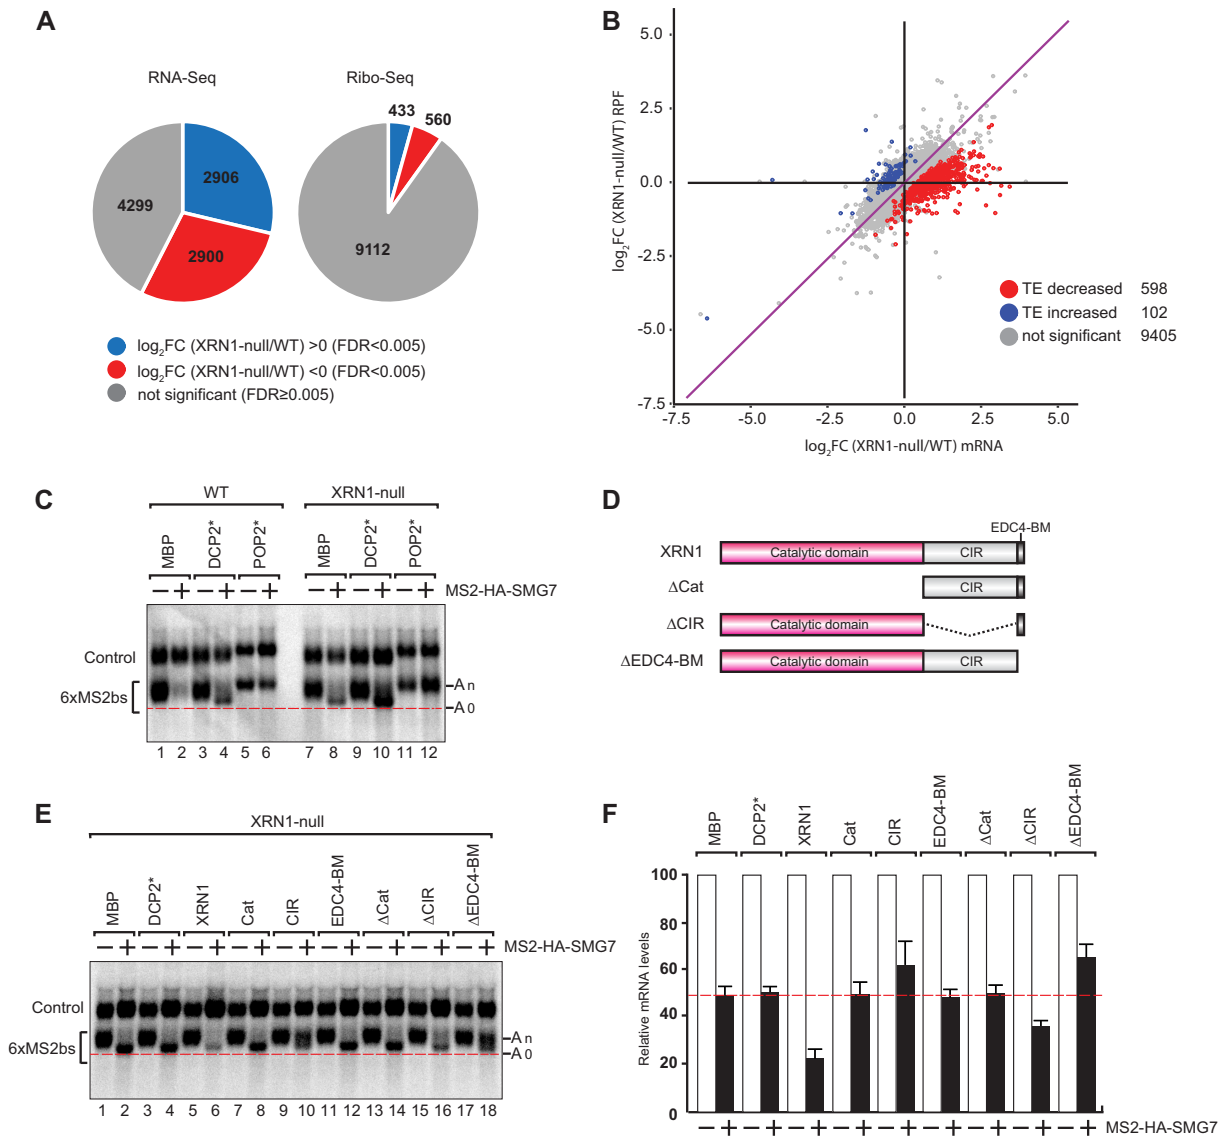 A
RNA-Seq
Ribo-Seq
2906
2900
4299
433
560
9112
log2FC (XRN1-null/WT) >0 (FDR<0.005)
log2FC (XRN1-null/WT) <0 (FDR<0.005)
not significant (FDR≥0.005)
B
log2FC (XRN1-null/WT) RPF
5.0
2.5
0.0
-2.5
-5.0
-7.5
-7.5
-5.0
-2.5
0.0
2.5
5.0
log2FC (XRN1-null/WT) mRNA
TE decreased 598
TE increased 102
not significant 9405
C
WT
XRN1-null
MBP DCP2* POP2* MBP DCP2* POP2*
− + − + − + − + − + − + MS2-HA-SMG7
Control
6xMS2bs
An
A0
1 2 3 4 5 6 7 8 9 10 11 12
D
EDC4-BM
XRN1 Catalytic domain CIR
ΔCat CIR
ΔCIR Catalytic domain
ΔEDC4-BM Catalytic domain CIR
E
XRN1-null
MBP DCP2* XRN1 Cat CIR EDC4-BM ΔCat ΔCIR ΔEDC4-BM
− + − + − + − + − + − + − + − + − + MS2-HA-SMG7
Control
6xMS2bs
An
A0
1 2 3 4 5 6 7 8 9 10 11 12 13 14 15 16 17 18
F
MBP DCP2* XRN1 Cat CIR EDC4-BM ΔCat ΔCIR ΔEDC4-BM
Relative mRNA levels
100
80
60
40
20
0
− + − + − + − + − + − + − + − + − + MS2-HA-SMG7